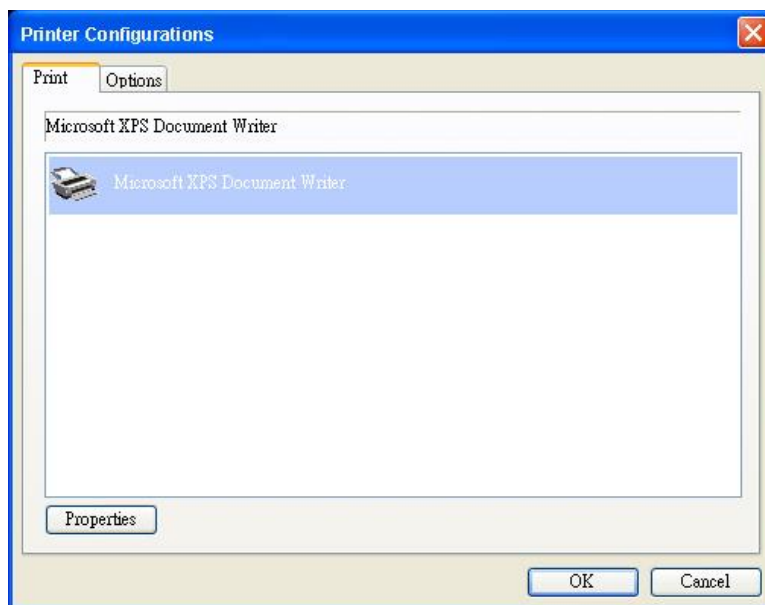 Printer Configurations
Print
Options
Microsoft XPS Document Writer
Microsoft XPS Document Writer
Properties
OK
Cancel